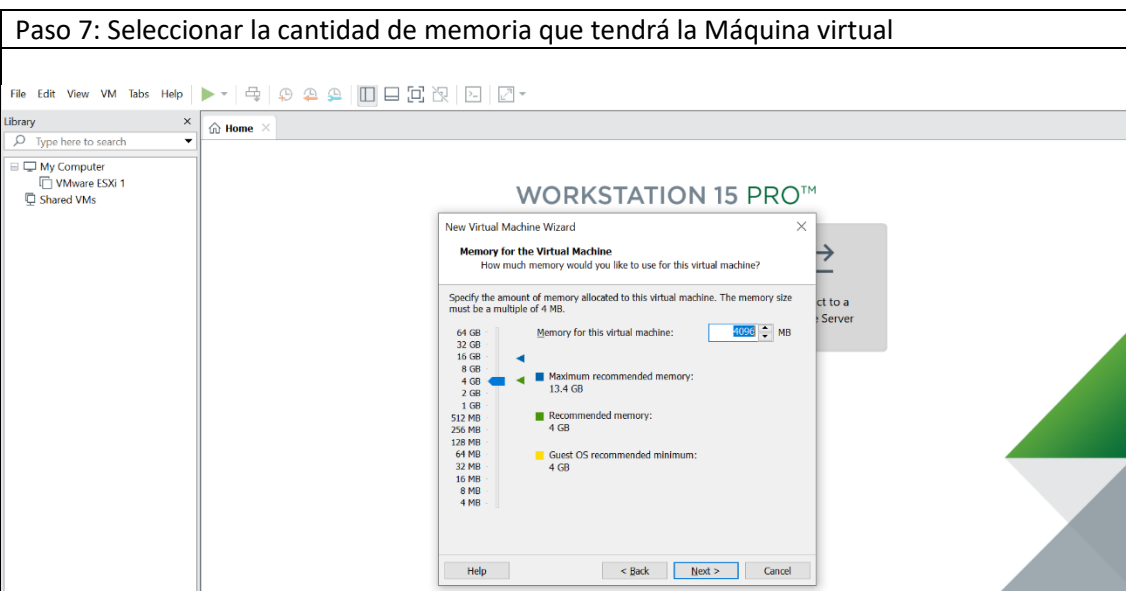 Paso 7: Seleccionar la cantidad de memoria que tendrá la Máquina virtual
File Edit View VM Tabs Help
Library
Type here to search
My Computer
VMware ESXi 1
Shared VMs
Home
WORKSTATION 15 PRO™
New Virtual Machine Wizard
Memory for the Virtual Machine
How much memory would you like to use for this virtual machine?
Specify the amount of memory allocated to this virtual machine. The memory size
must be a multiple of 4 MB.
64 GB
32 GB
16 GB
8 GB
4 GB
2 GB
1 GB
512 MB
256 MB
128 MB
64 MB
32 MB
16 MB
8 MB
4 MB
Memory for this virtual machine: 4096 MB
Maximum recommended memory:
13.4 GB
Recommended memory:
4 GB
Guest OS recommended minimum:
4 GB
Help < Back Next > Cancel
ct to a
Server